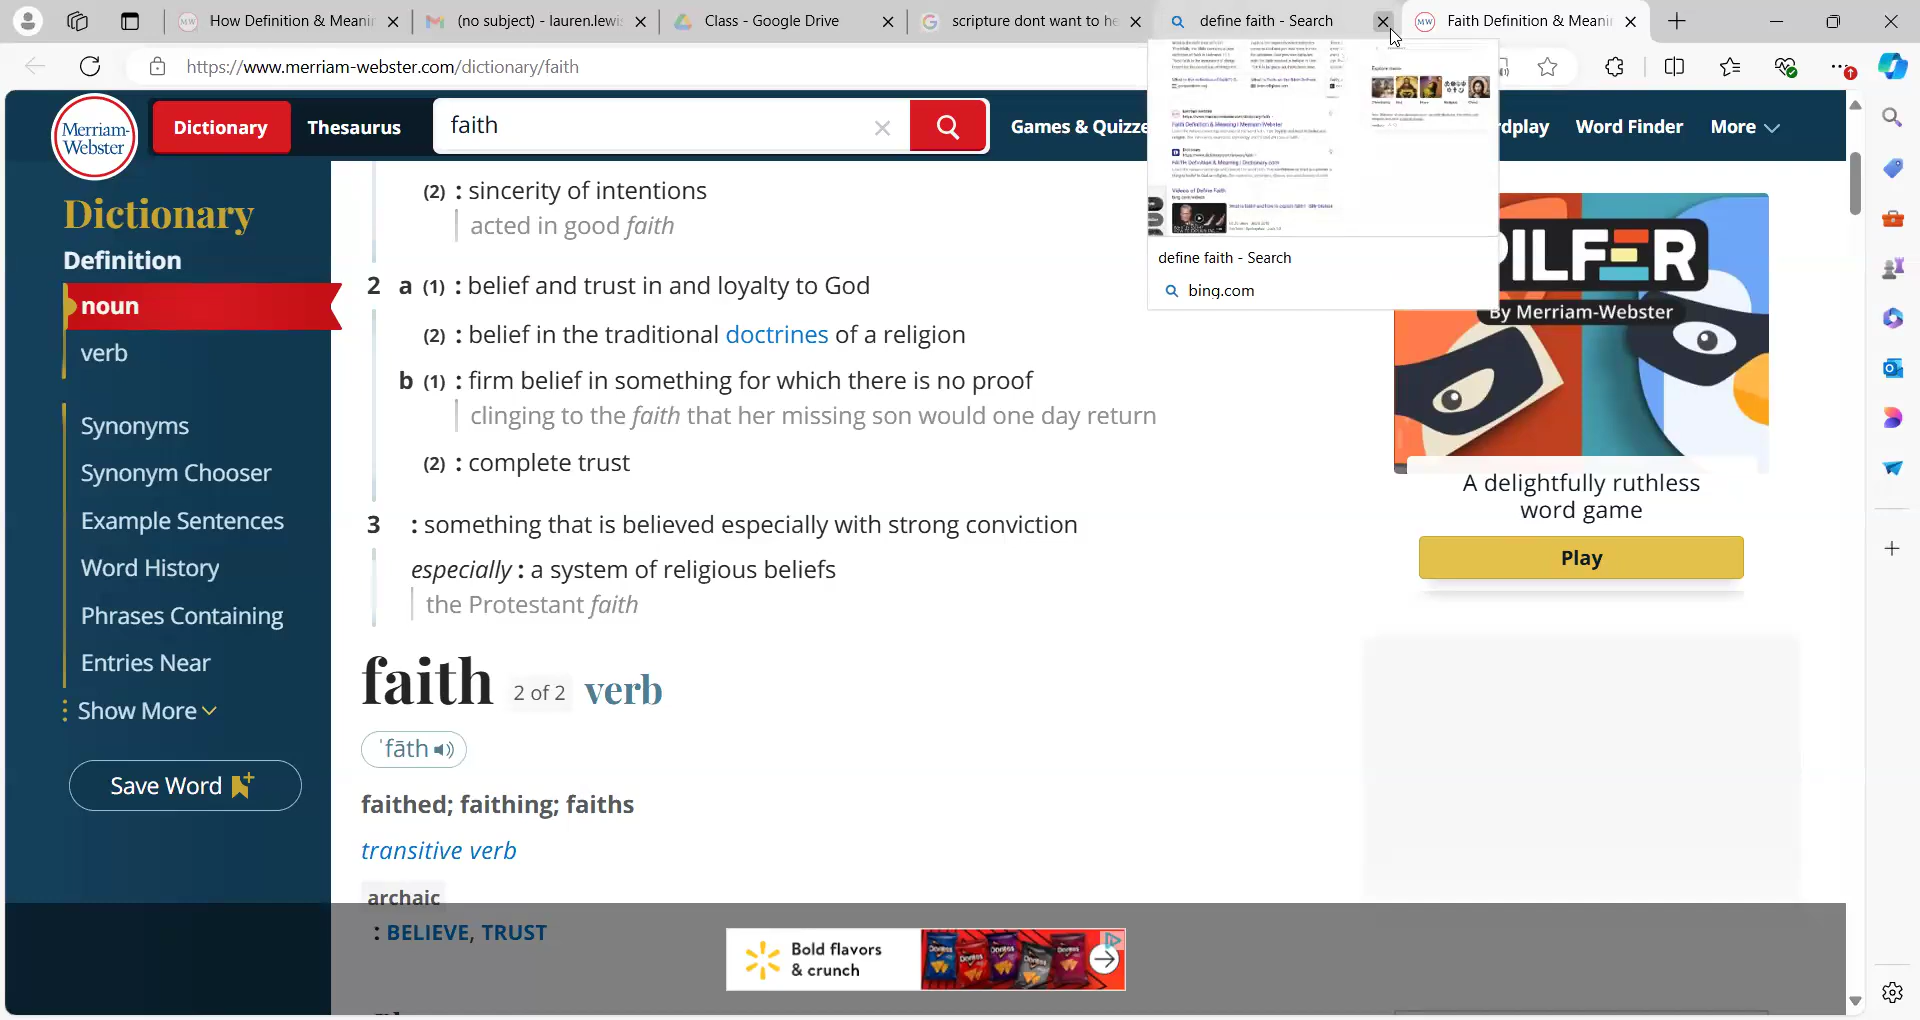 How Definition & Meanin
(no subject) - lauren.lewi
Class - Google Drive
scripture dont want to he
define faith - Search
Faith Definition & Meanin
https://www.merriam-webster.com/dictionary/faith
Merriam-
Webster
Dictionary
Thesaurus
faith
Games & Quizze
rdplay
Word Finder
More
define faith - Search
bing.com
Dictionary
Definition
noun
verb
Synonyms
Synonym Chooser
Example Sentences
Word History
Phrases Containing
Entries Near
Show More
Save Word
(2) : sincerity of intentions
acted in good faith
2 a (1) : belief and trust in and loyalty to God
(2) : belief in the traditional doctrines of a religion
b (1) : firm belief in something for which there is no proof
clinging to the faith that her missing son would one day return
(2) : complete trust
3 : something that is believed especially with strong conviction
especially : a system of religious beliefs
the Protestant faith
faith 2 of 2 verb
ˈfāth
faithed; faithing; faiths
transitive verb
archaic
: BELIEVE, TRUST
PILFER
By Merriam-Webster
A delightfully ruthless
word game
Play
Bold flavors
& crunch